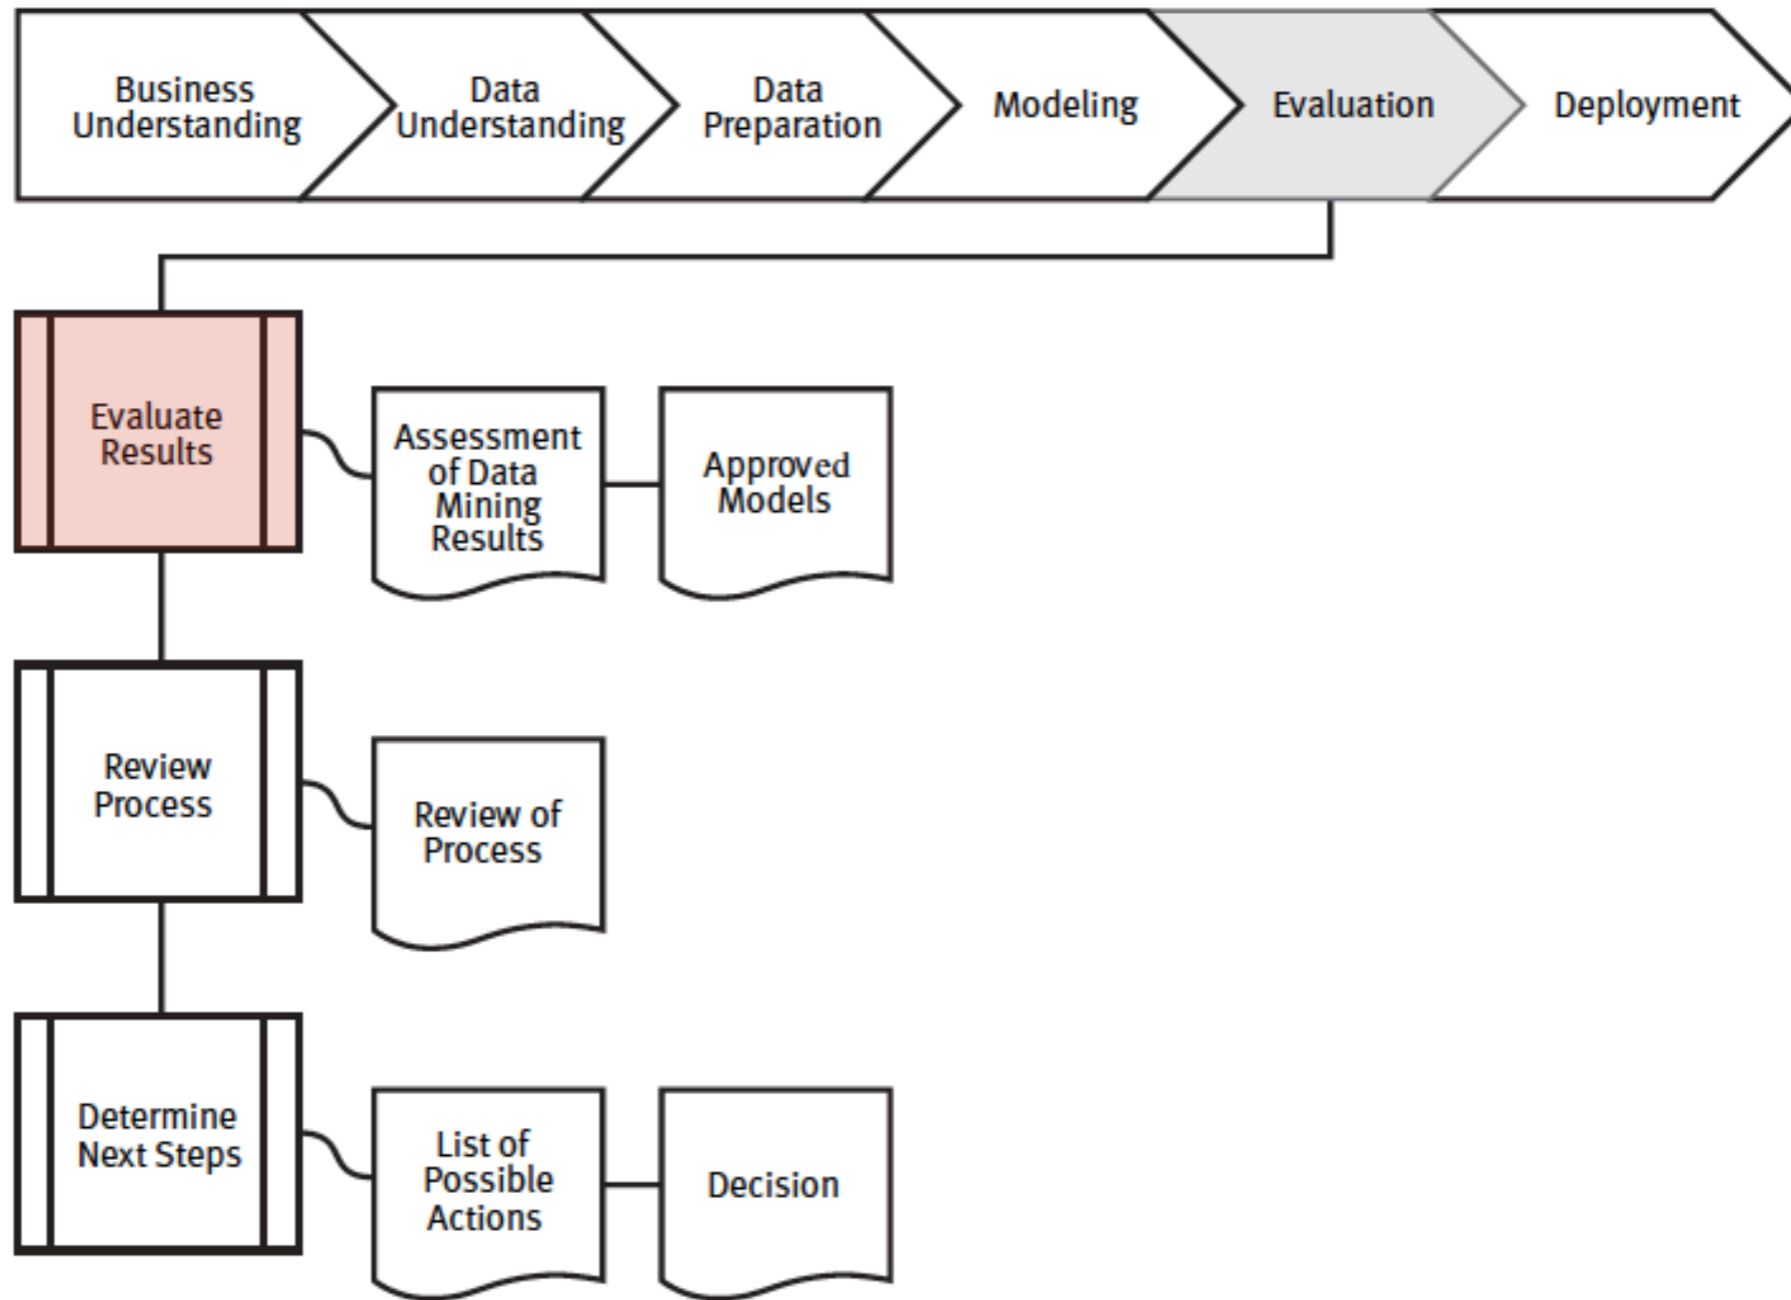 Business
Understanding
Data
Understanding
Data
Preparation
Modeling
Evaluation
Deployment
Evaluate
Results
Assessment
of Data
Mining
Results
Approved
Models
Review
Process
Review of
Process
Determine
Next Steps
List of
Possible
Actions
Decision